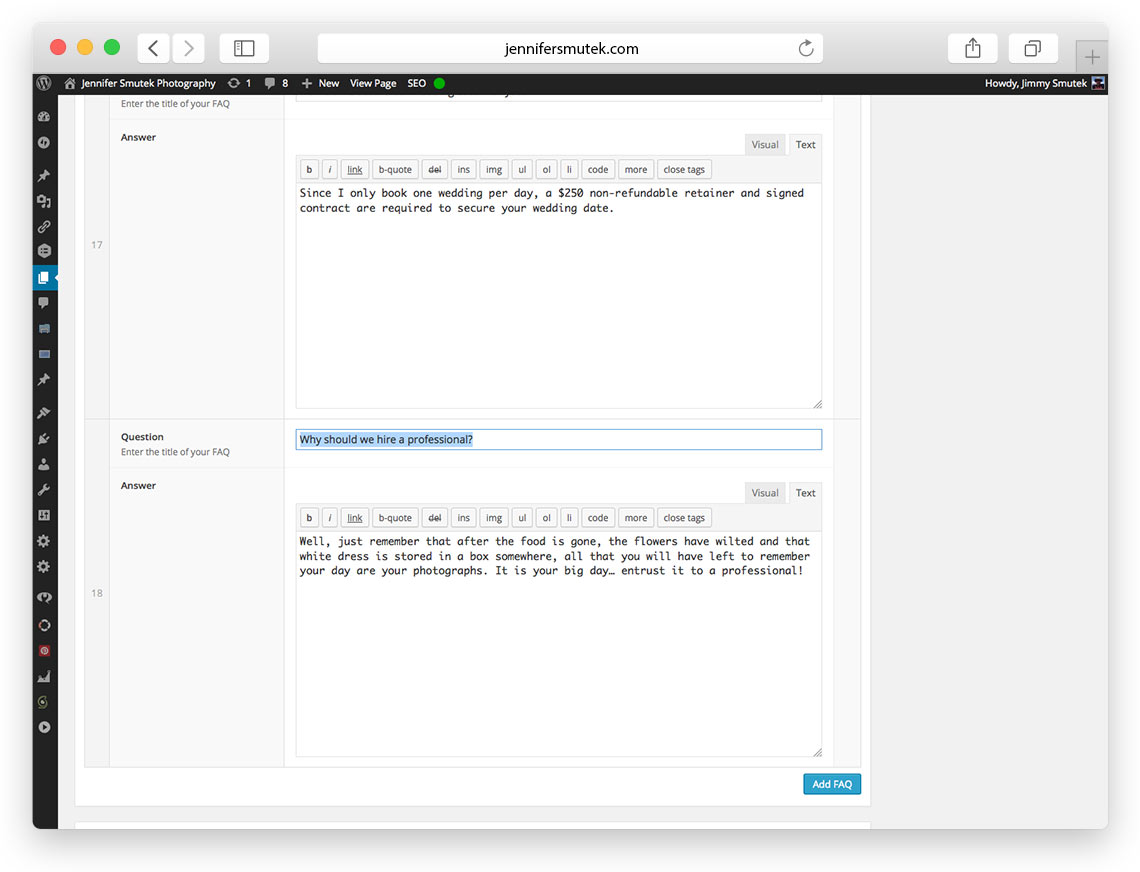 jennifersmutek.com
Jennifer Smutek Photography 1 8 New View Page SEO Howdy, Jimmy Smutek
Enter the title of your FAQ
Answer
Visual Text
b i link b-quote del ins img ul ol li code more close tags
Since I only book one wedding per day, a $250 non-refundable retainer and signed
contract are required to secure your wedding date.
17
Question
Enter the title of your FAQ
Why should we hire a professional?
Answer
Visual Text
b i link b-quote del ins img ul ol li code more close tags
Well, just remember that after the food is gone, the flowers have wilted and that
white dress is stored in a box somewhere, all that you will have left to remember
your day are your photographs. It is your big day… entrust it to a professional!
18
Add FAQ